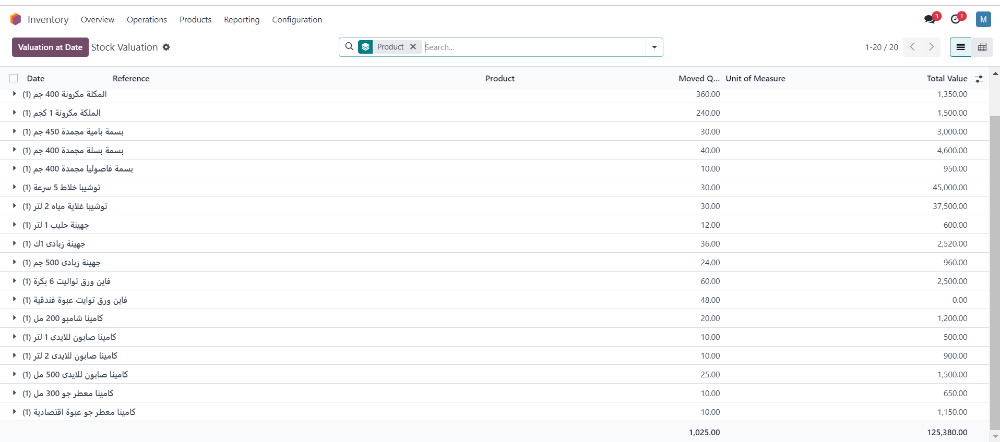 Inventory Overview Operations Products Reporting Configuration 3 1 M
Valuation at Date Stock Valuation Product Search... 1-20 / 20
Date Reference Product Moved Q... Unit of Measure Total Value
المكلة مكرونة 400 جم (1) 360.00 1,350.00
الملكة مكرونة 1 كجم (1) 240.00 1,500.00
بسمة بامية مجمدة 450 جم (1) 30.00 3,000.00
بسمة بسلة مجمدة 400 جم (1) 40.00 4,600.00
بسمة فاصوليا مجمدة 400 جم (1) 10.00 950.00
توشيبا خلاط 5 سرعة (1) 30.00 45,000.00
توشيبا غلاية مياه 2 لتر (1) 30.00 37,500.00
جهينة حليب 1 لتر (1) 12.00 600.00
جهينة زبادى 1ك (1) 36.00 2,520.00
جهينة زبادى 500 جم (1) 24.00 960.00
فاين ورق تواليت 6 بكرة (1) 60.00 2,500.00
فاين ورق توايت عبوة فندقية (1) 48.00 0.00
كامينا شامبو 200 مل (1) 20.00 1,200.00
كامينا صابون للايدى 1 لتر (1) 10.00 500.00
كامينا صابون للايدى 2 لتر (1) 10.00 900.00
كامينا صابون للايدى 500 مل (1) 25.00 1,500.00
كامينا معطر جو 300 مل (1) 10.00 650.00
كامينا معطر جو عبوة اقتصادية (1) 10.00 1,150.00
1,025.00 125,380.00